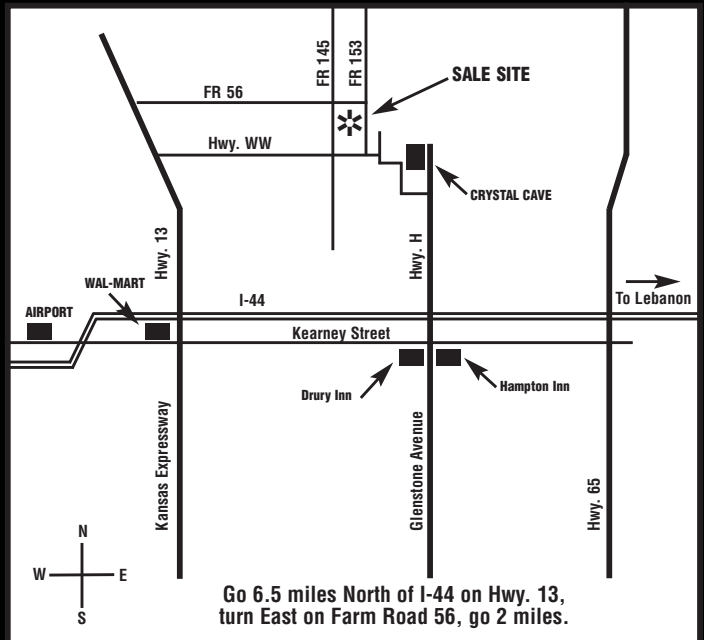 FR 145
FR 153
SALE SITE
FR 56
Hwy. WW
CRYSTAL CAVE
Hwy. 13
Hwy. H
WAL-MART
I-44
To Lebanon
AIRPORT
Kearney Street
Drury Inn
Hampton Inn
Kansas Expressway
Glenstone Avenue
Hwy. 65
N
W E
S
Go 6.5 miles North of I-44 on Hwy. 13,
turn East on Farm Road 56, go 2 miles.